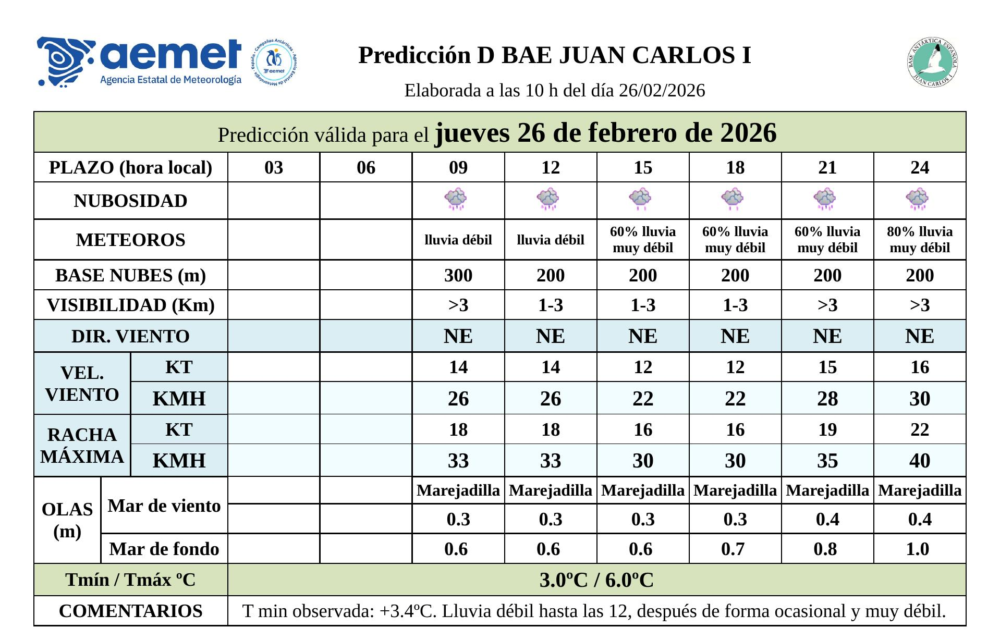 aemet
Agencia Estatal de Meteorología
Campañas Antárticas · Agencia Estatal de Meteorología · España ·
aemet
Predicción D BAE JUAN CARLOS I
Elaborada a las 10 h del día 26/02/2026
BASE ANTÁRTICA ESPAÑOLA
JUAN CARLOS I
Predicción válida para el jueves 26 de febrero de 2026
PLAZO (hora local) 03 06 09 12 15 18 21 24
NUBOSIDAD
METEOROS lluvia débil lluvia débil 60% lluvia muy débil 60% lluvia muy débil 60% lluvia muy débil 80% lluvia muy débil
BASE NUBES (m) 300 200 200 200 200 200
VISIBILIDAD (Km) >3 1-3 1-3 1-3 >3 >3
DIR. VIENTO NE NE NE NE NE NE
VEL. VIENTO
KT 14 14 12 12 15 16
KMH 26 26 22 22 28 30
RACHA MÁXIMA
KT 18 18 16 16 19 22
KMH 33 33 30 30 35 40
OLAS (m)
Mar de viento Marejadilla Marejadilla Marejadilla Marejadilla Marejadilla Marejadilla
0.3 0.3 0.3 0.3 0.4 0.4
Mar de fondo 0.6 0.6 0.6 0.7 0.8 1.0
Tmín / Tmáx ºC 3.0ºC / 6.0ºC
COMENTARIOS T min observada: +3.4ºC. Lluvia débil hasta las 12, después de forma ocasional y muy débil.